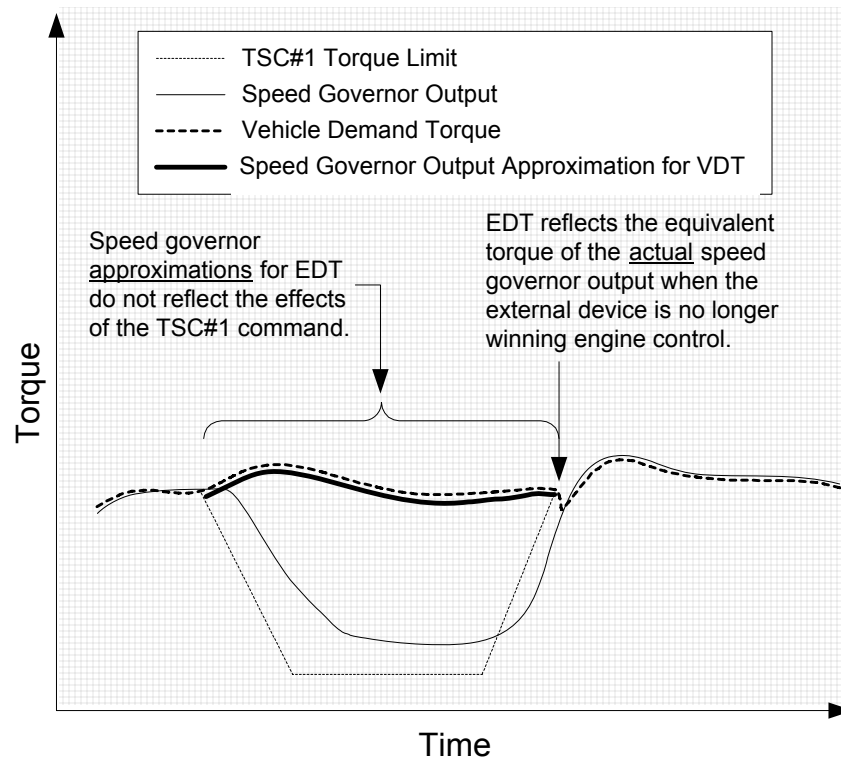 TSC#1 Torque Limit
Speed Governor Output
Vehicle Demand Torque
Speed Governor Output Approximation for VDT
Speed governor
approximations for EDT
do not reflect the effects
of the TSC#1 command.
EDT reflects the equivalent
torque of the actual speed
governor output when the
external device is no longer
winning engine control.
Torque
Time